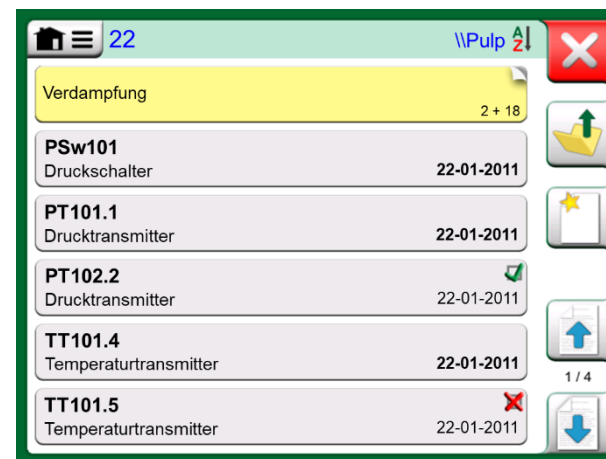 22
\\Pulp AZ
Verdampfung
2 + 18
PSw101
Druckschalter 22-01-2011
PT101.1
Drucktransmitter 22-01-2011
PT102.2
Drucktransmitter 22-01-2011
TT101.4
Temperaturtransmitter 22-01-2011
1 / 4
TT101.5
Temperaturtransmitter 22-01-2011